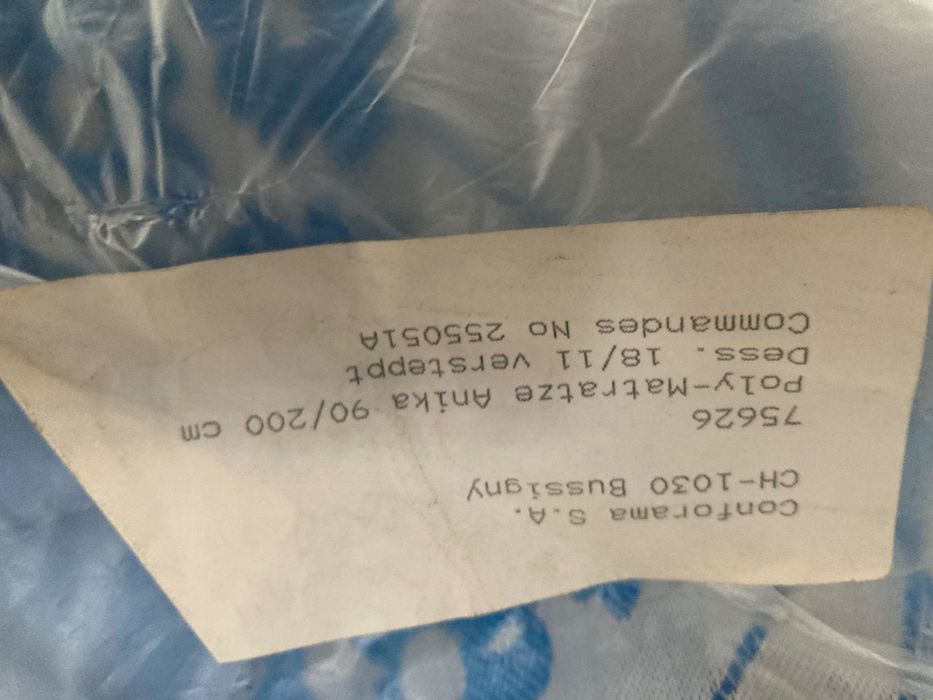 Conforama S.A.
CH-1030 Bussigny
75626
Poly-Matratze Anika 90/200 cm
Dess. 18/11 versteppt
Commandes No 255051A